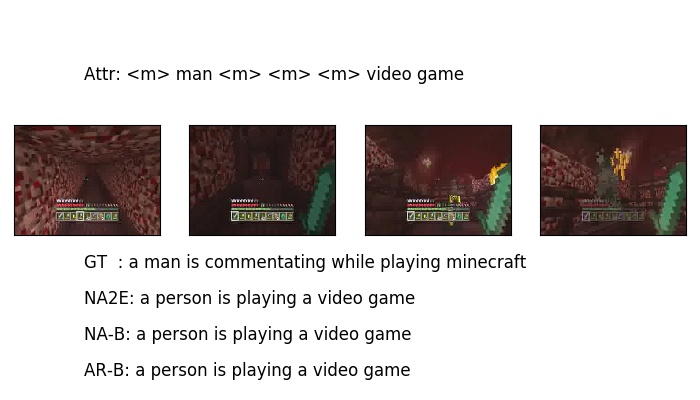 Attr: <m> man <m> <m> <m> video game
GT  : a man is commentating while playing minecraft
NA2E: a person is playing a video game
NA-B: a person is playing a video game
AR-B: a person is playing a video game